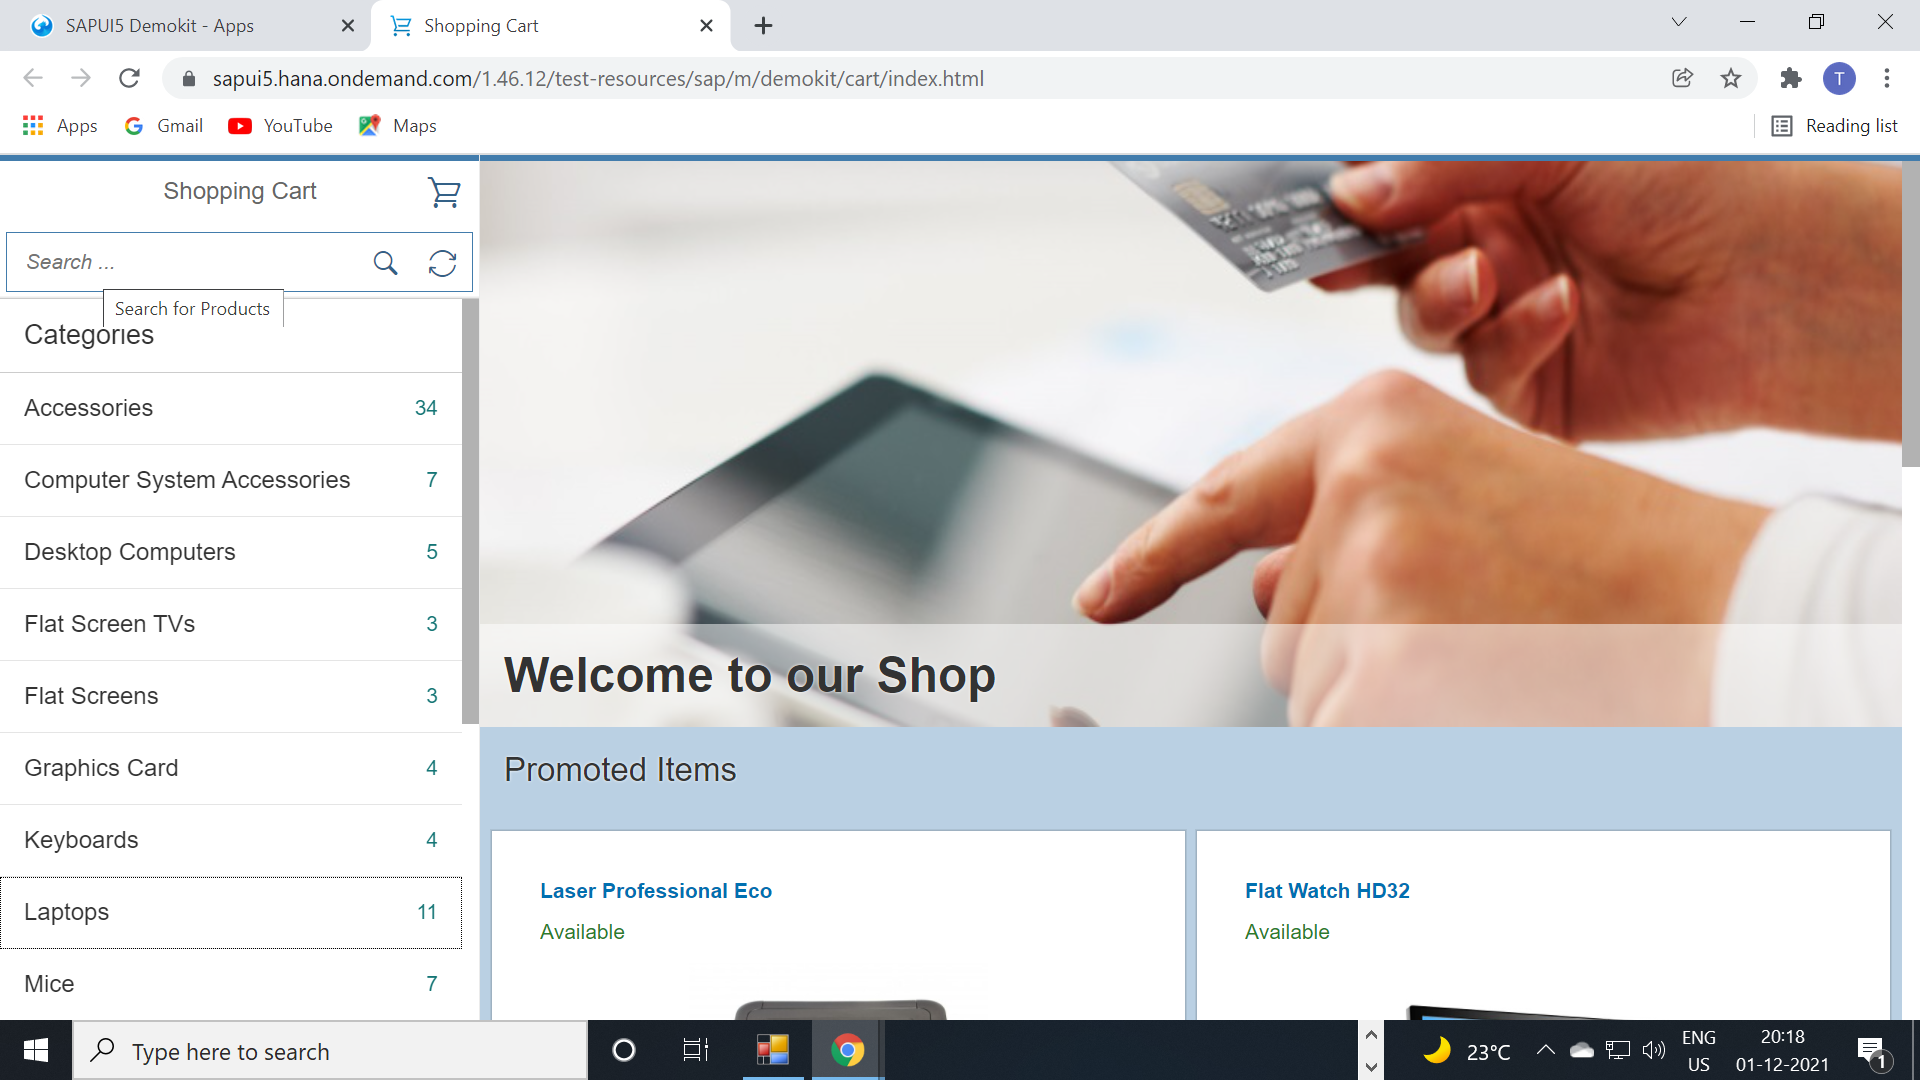 SAPUI5 Demokit - Apps
Shopping Cart
sapui5.hana.ondemand.com/1.46.12/test-resources/sap/m/demokit/cart/index.html
T
Apps
Gmail
YouTube
Maps
Reading list
Shopping Cart
Search ...
Search for Products
Categories
Accessories 34
Computer System Accessories 7
Desktop Computers 5
Flat Screen TVs 3
Flat Screens 3
Graphics Card 4
Keyboards 4
Laptops 11
Mice 7
Welcome to our Shop
Promoted Items
Laser Professional Eco
Available
Flat Watch HD32
Available
Type here to search
23°C
ENG
US
20:18
01-12-2021
1